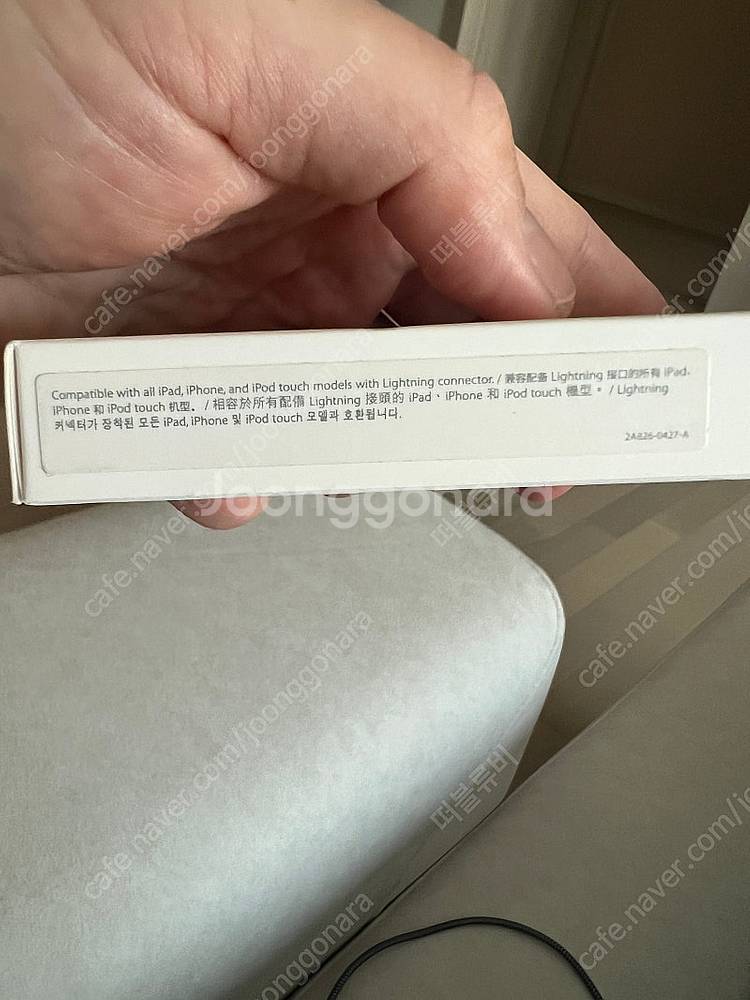 Compatible with all iPad, iPhone, and iPod touch models with Lightning connector. / 兼容配备 Lightning 接口的所有 iPad、
iPhone 和 iPod touch 机型。 / 相容於所有配備 Lightning 接頭的 iPad、iPhone 和 iPod touch 機型。 / Lightning
커넥터가 장착된 모든 iPad, iPhone 및 iPod touch 모델과 호환됩니다.
2AB26-0427-A
Joonggonara
cafe.naver.com/joonggonara
떠블루비